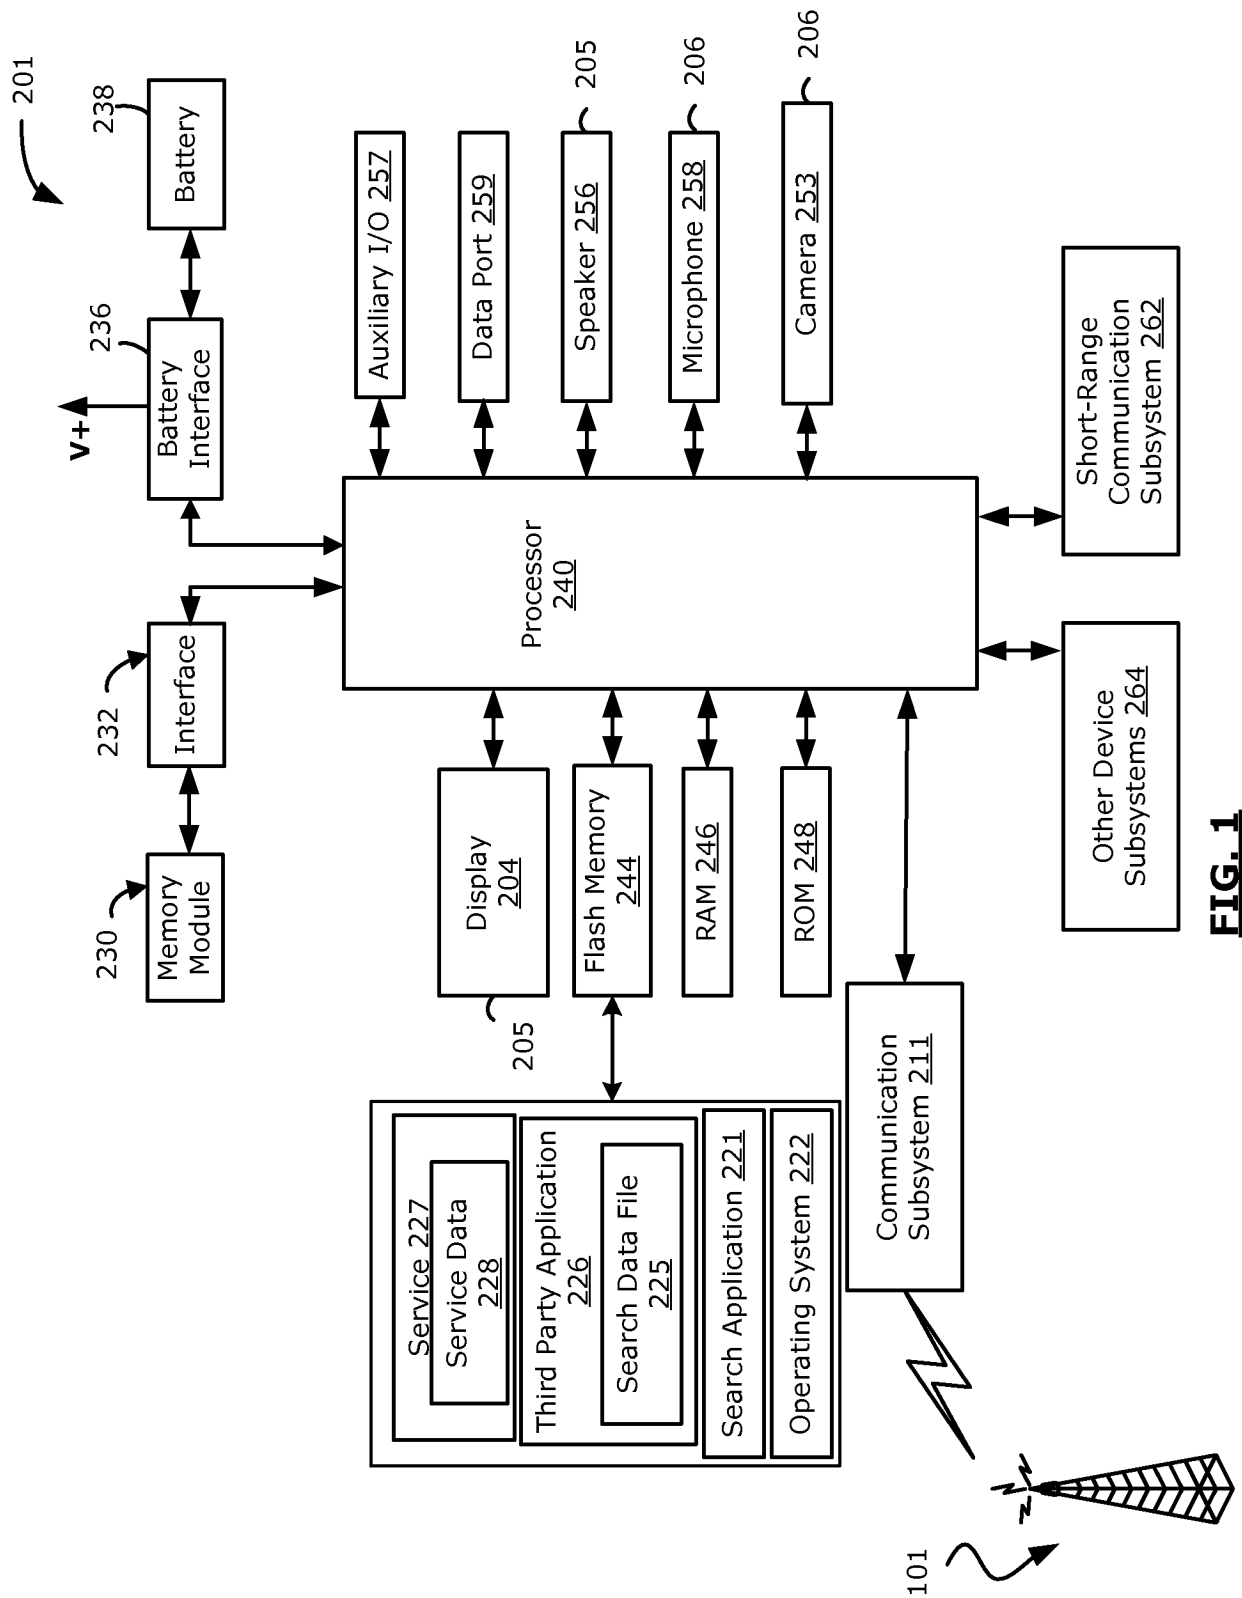 201
V+
230
232
236
238
Memory
Module
Interface
Battery
Interface
Battery
205
Display
204
Flash Memory
244
RAM 246
ROM 248
Processor
240
Auxiliary I/O 257
Data Port 259
Speaker 256
205
Microphone 258
206
Camera 253
206
Service 227
Service Data
228
Third Party Application
226
Search Data File
225
Search Application 221
Operating System 222
Communication
Subsystem 211
101
Other Device
Subsystems 264
Short-Range
Communication
Subsystem 262
FIG. 1